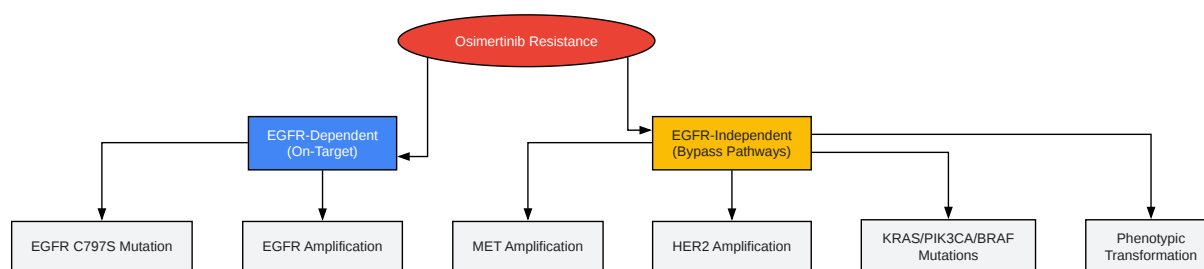 Osimertinib Resistance
EGFR-Dependent
(On-Target)
EGFR-Independent
(Bypass Pathways)
EGFR C797S Mutation
EGFR Amplification
MET Amplification
HER2 Amplification
KRAS/PIK3CA/BRAF
Mutations
Phenotypic
Transformation